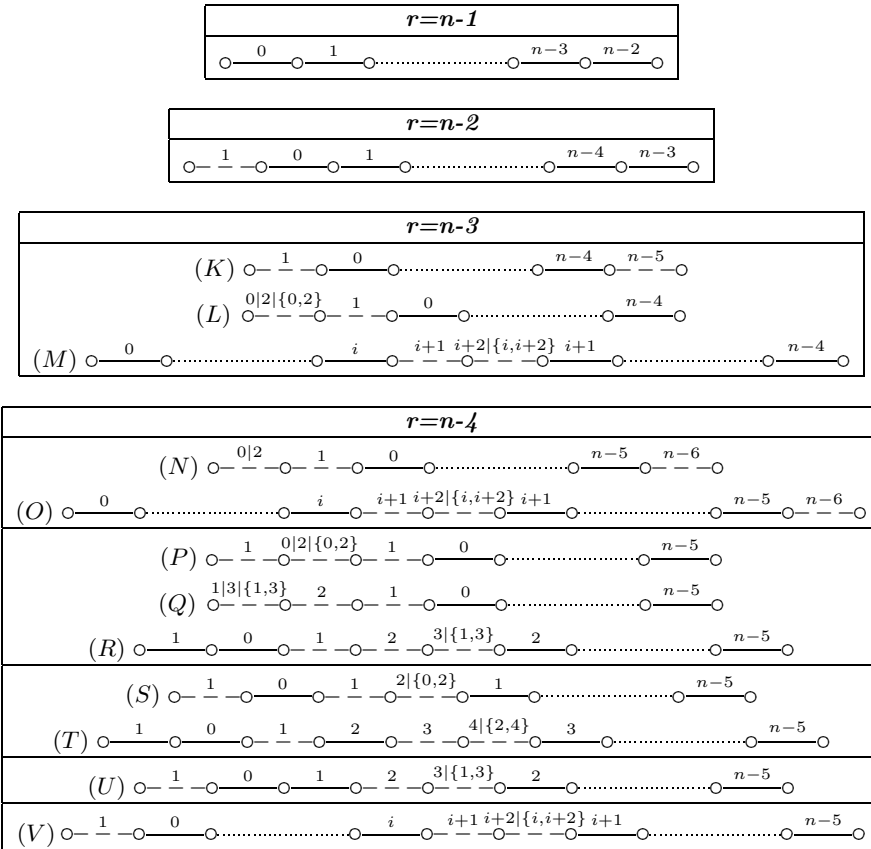 r=n-1
0 1 n−3 n−2
r=n-2
1 0 1 n−4 n−3
r=n-3
(K) 1 0 n−4 n−5
(L) 0|2|{0,2} 1 0 n−4
(M) 0 i i+1 i+2|{i,i+2} i+1 n−4
r=n-4
(N) 0|2 1 0 n−5 n−6
(O) 0 i i+1 i+2|{i,i+2} i+1 n−5 n−6
(P) 1 0|2|{0,2} 1 0 n−5
(Q) 1|3|{1,3} 2 1 0 n−5
(R) 1 0 1 2 3|{1,3} 2 n−5
(S) 1 0 1 2|{0,2} 1 n−5
(T) 1 0 1 2 3 4|{2,4} 3 n−5
(U) 1 0 1 2 3|{1,3} 2 n−5
(V) 1 0 i i+1 i+2|{i,i+2} i+1 n−5